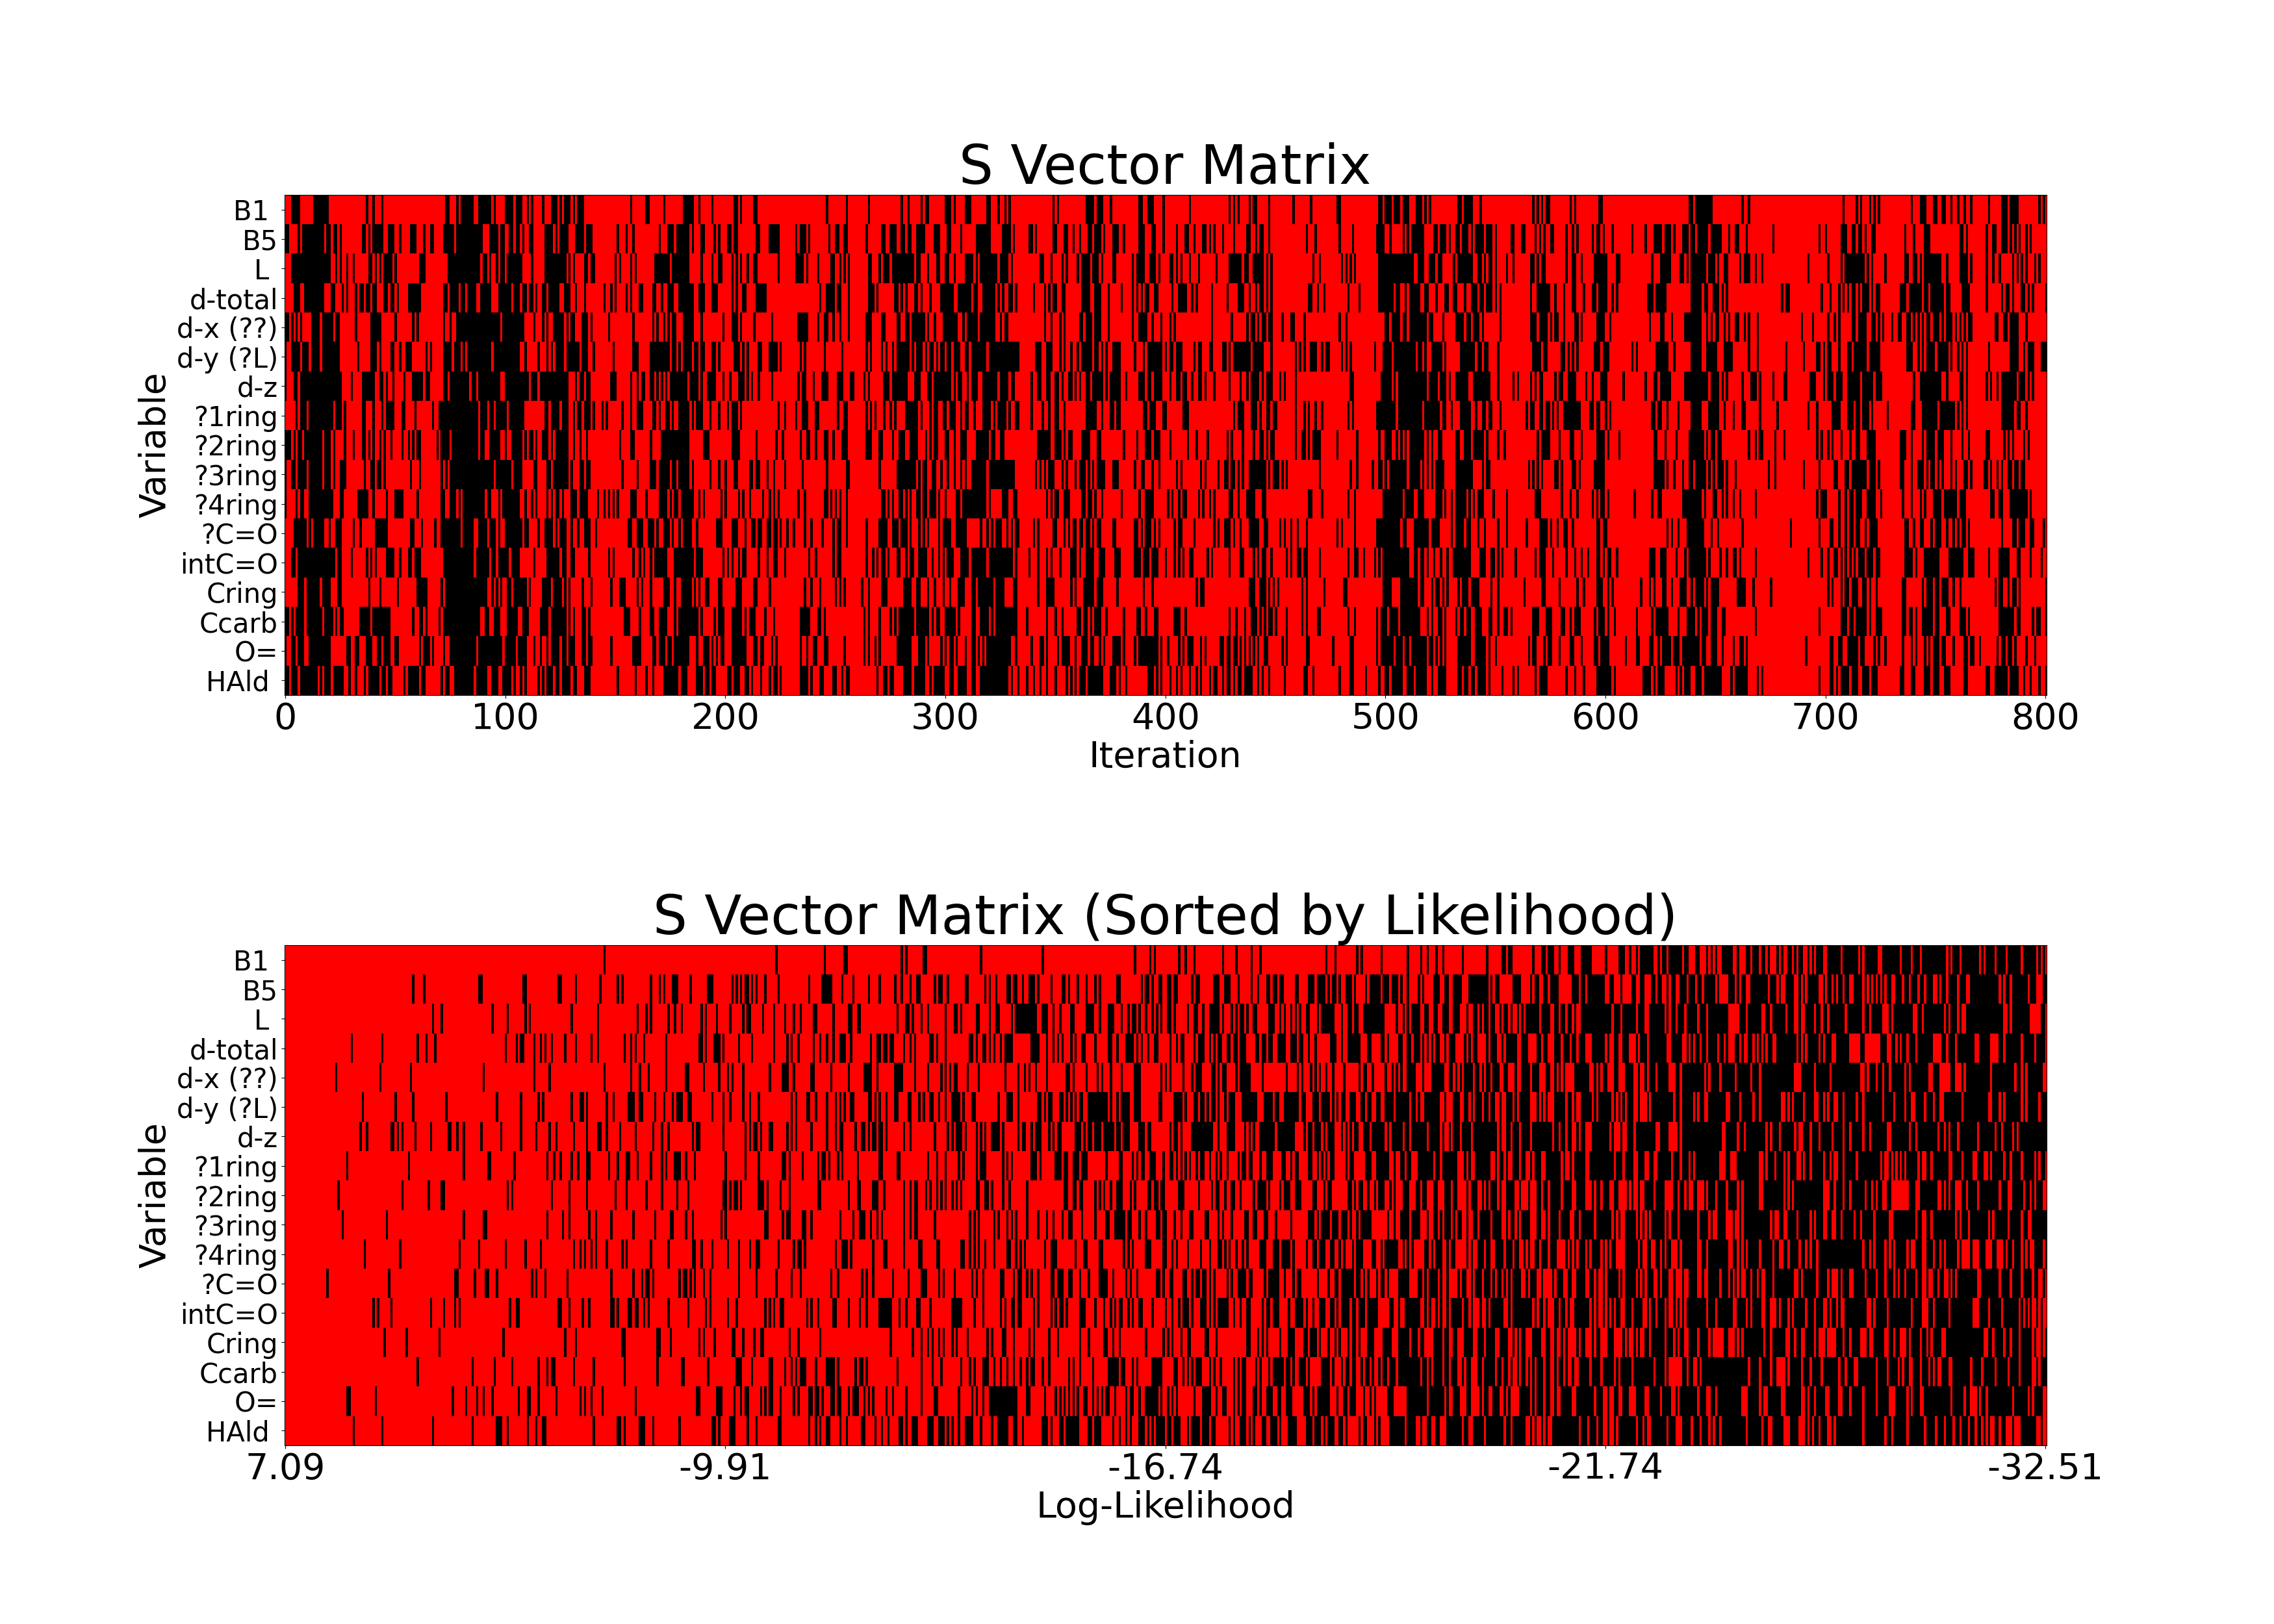 S Vector Matrix
B1
B5
L
d-total
d-x (??)
d-y (?L)
d-z
?1ring
?2ring
?3ring
?4ring
?C=O
intC=O
Cring
Ccarb
O=
HAld
Variable
0 100 200 300 400 500 600 700 800
Iteration
S Vector Matrix (Sorted by Likelihood)
B1
B5
L
d-total
d-x (??)
d-y (?L)
d-z
?1ring
?2ring
?3ring
?4ring
?C=O
intC=O
Cring
Ccarb
O=
HAld
Variable
7.09 -9.91 -16.74 -21.74 -32.51
Log-Likelihood